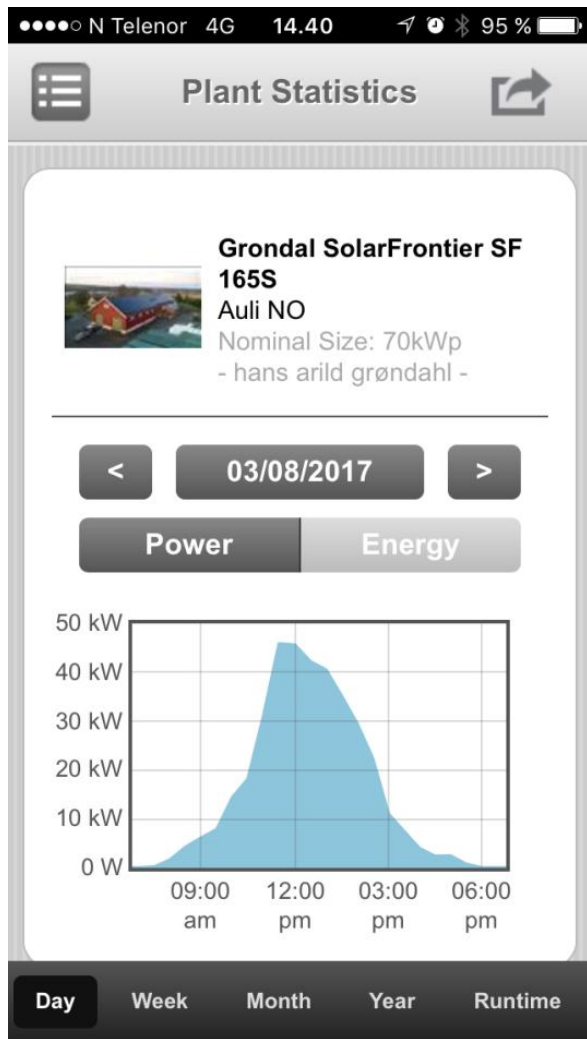 N Telenor 4G 14.40 95 %
Plant Statistics
Grondal SolarFrontier SF
165S
Auli NO
Nominal Size: 70kWp
- hans arild grøndahl -
< 03/08/2017 >
Power Energy
50 kW
40 kW
30 kW
20 kW
10 kW
0 W
09:00 12:00 03:00 06:00
am pm pm pm
Day Week Month Year Runtime